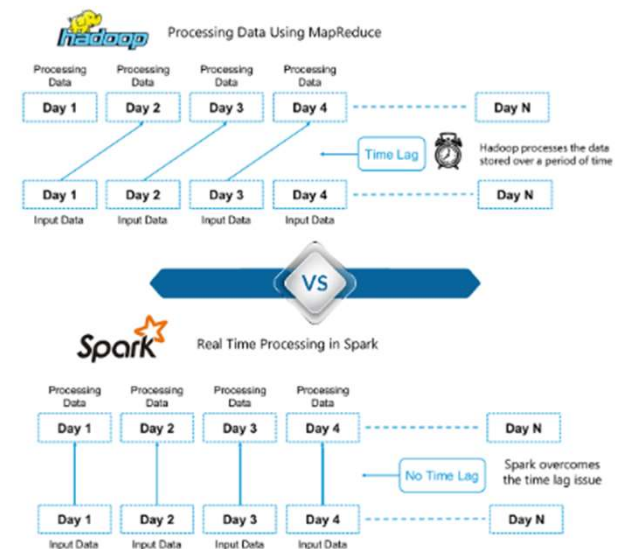 hadoop Processing Data Using MapReduce
Processing Processing Processing Processing
Data Data Data Data
Day 1 Day 2 Day 3 Day 4 Day N
Time Lag Hadoop processes the data
stored over a period of time
Day 1 Day 2 Day 3 Day 4 Day N
Input Data Input Data Input Data Input Data
VS
Spark Real Time Processing in Spark
Processing Processing Processing Processing
Data Data Data Data
Day 1 Day 2 Day 3 Day 4 Day N
No Time Lag Spark overcomes
the time lag issue
Day 1 Day 2 Day 3 Day 4 Day N
Input Data Input Data Input Data Input Data